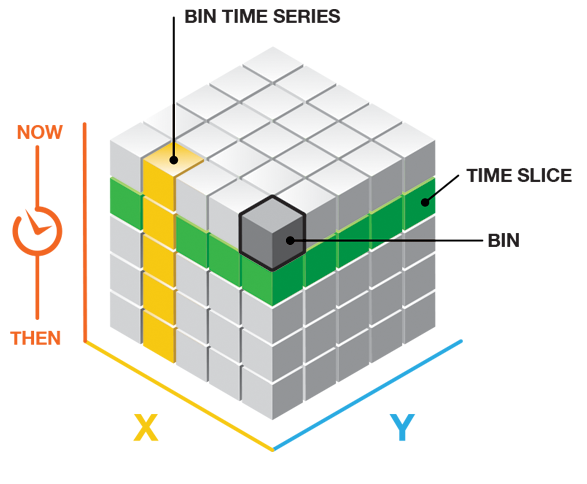 BIN TIME SERIES
NOW
TIME SLICE
BIN
THEN
X
Y